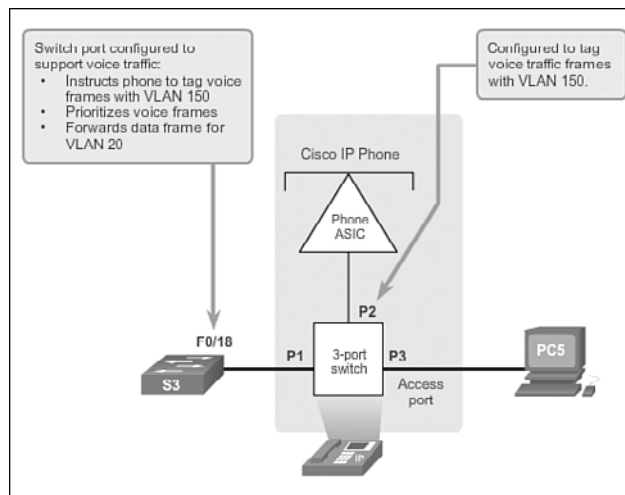 Switch port configured to
support voice traffic:
• Instructs phone to tag voice
frames with VLAN 150
• Prioritizes voice frames
• Forwards data frame for
VLAN 20
Configured to tag
voice traffic frames
with VLAN 150.
Cisco IP Phone
Phone
ASIC
P2
F0/18
P1
3-port
switch
P3
Access
port
S3
PC5
IP